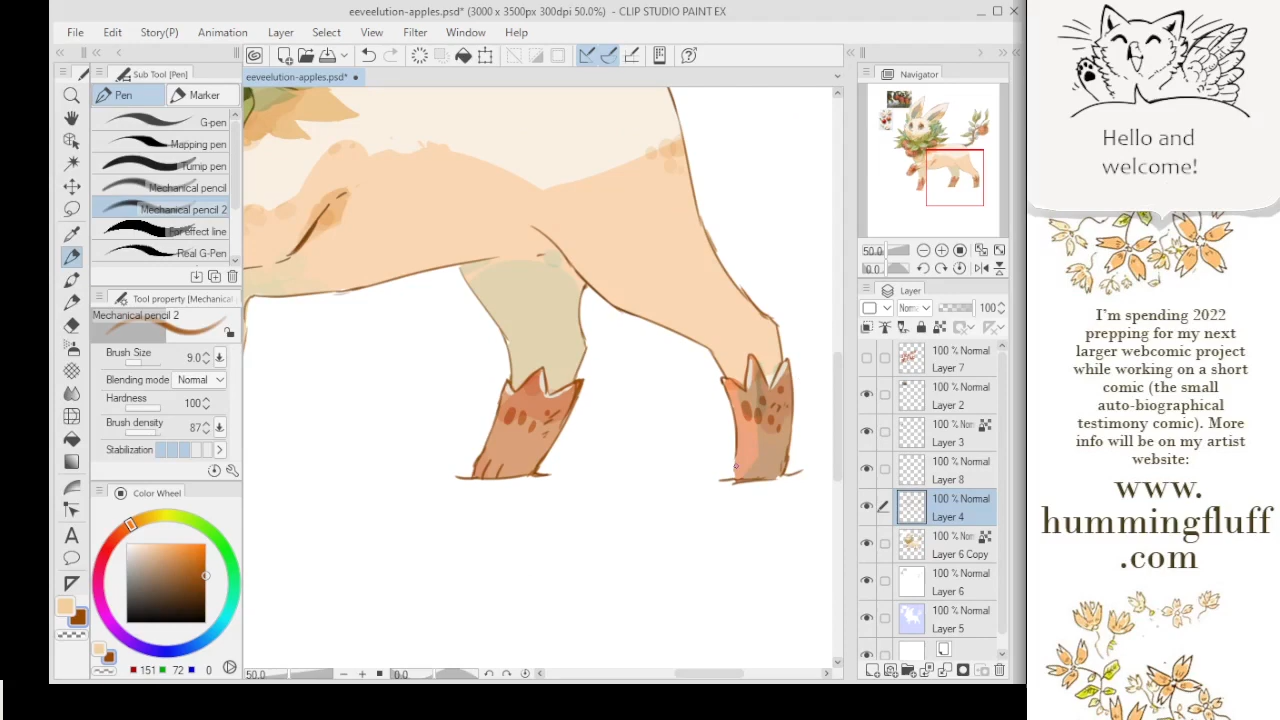 eeveelution-apples.psd* (3000 x 3500px 300dpi 50.0%) - CLIP STUDIO PAINT EX
File Edit Story(P) Animation Layer Select View Filter Window Help
Sub Tool [Pen]
eeveelution-apples.psd*
Navigator
Pen Marker
G-pen
Mapping pen
Turnip pen
Mechanical pencil
Mechanical pencil 2
For effect line
Real G-Pen
Tool property [Mechanical
Mechanical pencil 2
Brush Size 9.0
Blending mode Normal
Hardness 100
Brush density 87
Stabilization
Color Wheel
151 72 0
50.0 0.0
50.0
0.0
Layer
Norm 100
100 % Normal
Layer 7
100 % Normal
Layer 2
100 % Norn
Layer 3
100 % Normal
Layer 8
100 % Normal
Layer 4
100 % Norn
Layer 6 Copy
100 % Normal
Layer 6
100 % Normal
Layer 5
Hello and
welcome!
I’m spending 2022
prepping for my next
larger webcomic project
while working on a short
comic (the small
auto-biographical
testimony comic). More
info will be on my artist
website:
www.
hummingfluff
.com